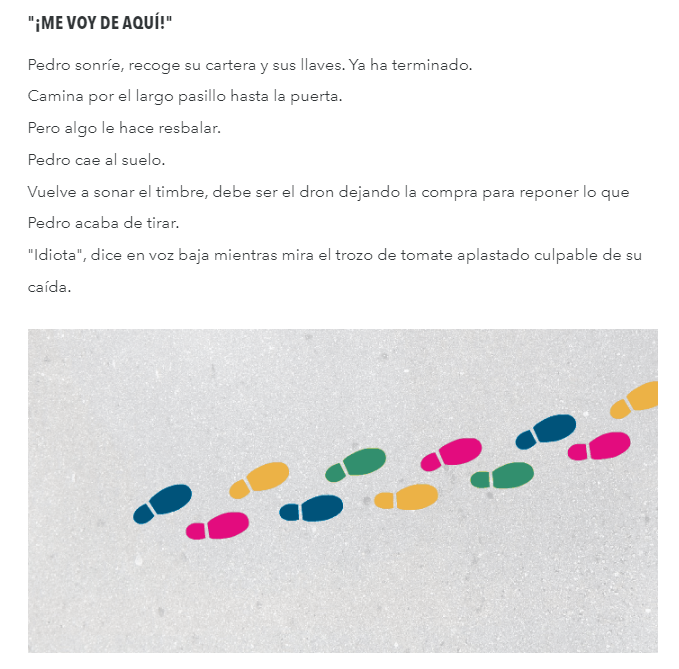 "¡ME VOY DE AQUÍ!"
Pedro sonríe, recoge su cartera y sus llaves. Ya ha terminado.
Camina por el largo pasillo hasta la puerta.
Pero algo le hace resbalar.
Pedro cae al suelo.
Vuelve a sonar el timbre, debe ser el dron dejando la compra para reponer lo que
Pedro acaba de tirar.
"Idiota", dice en voz baja mientras mira el trozo de tomate aplastado culpable de su
caída.